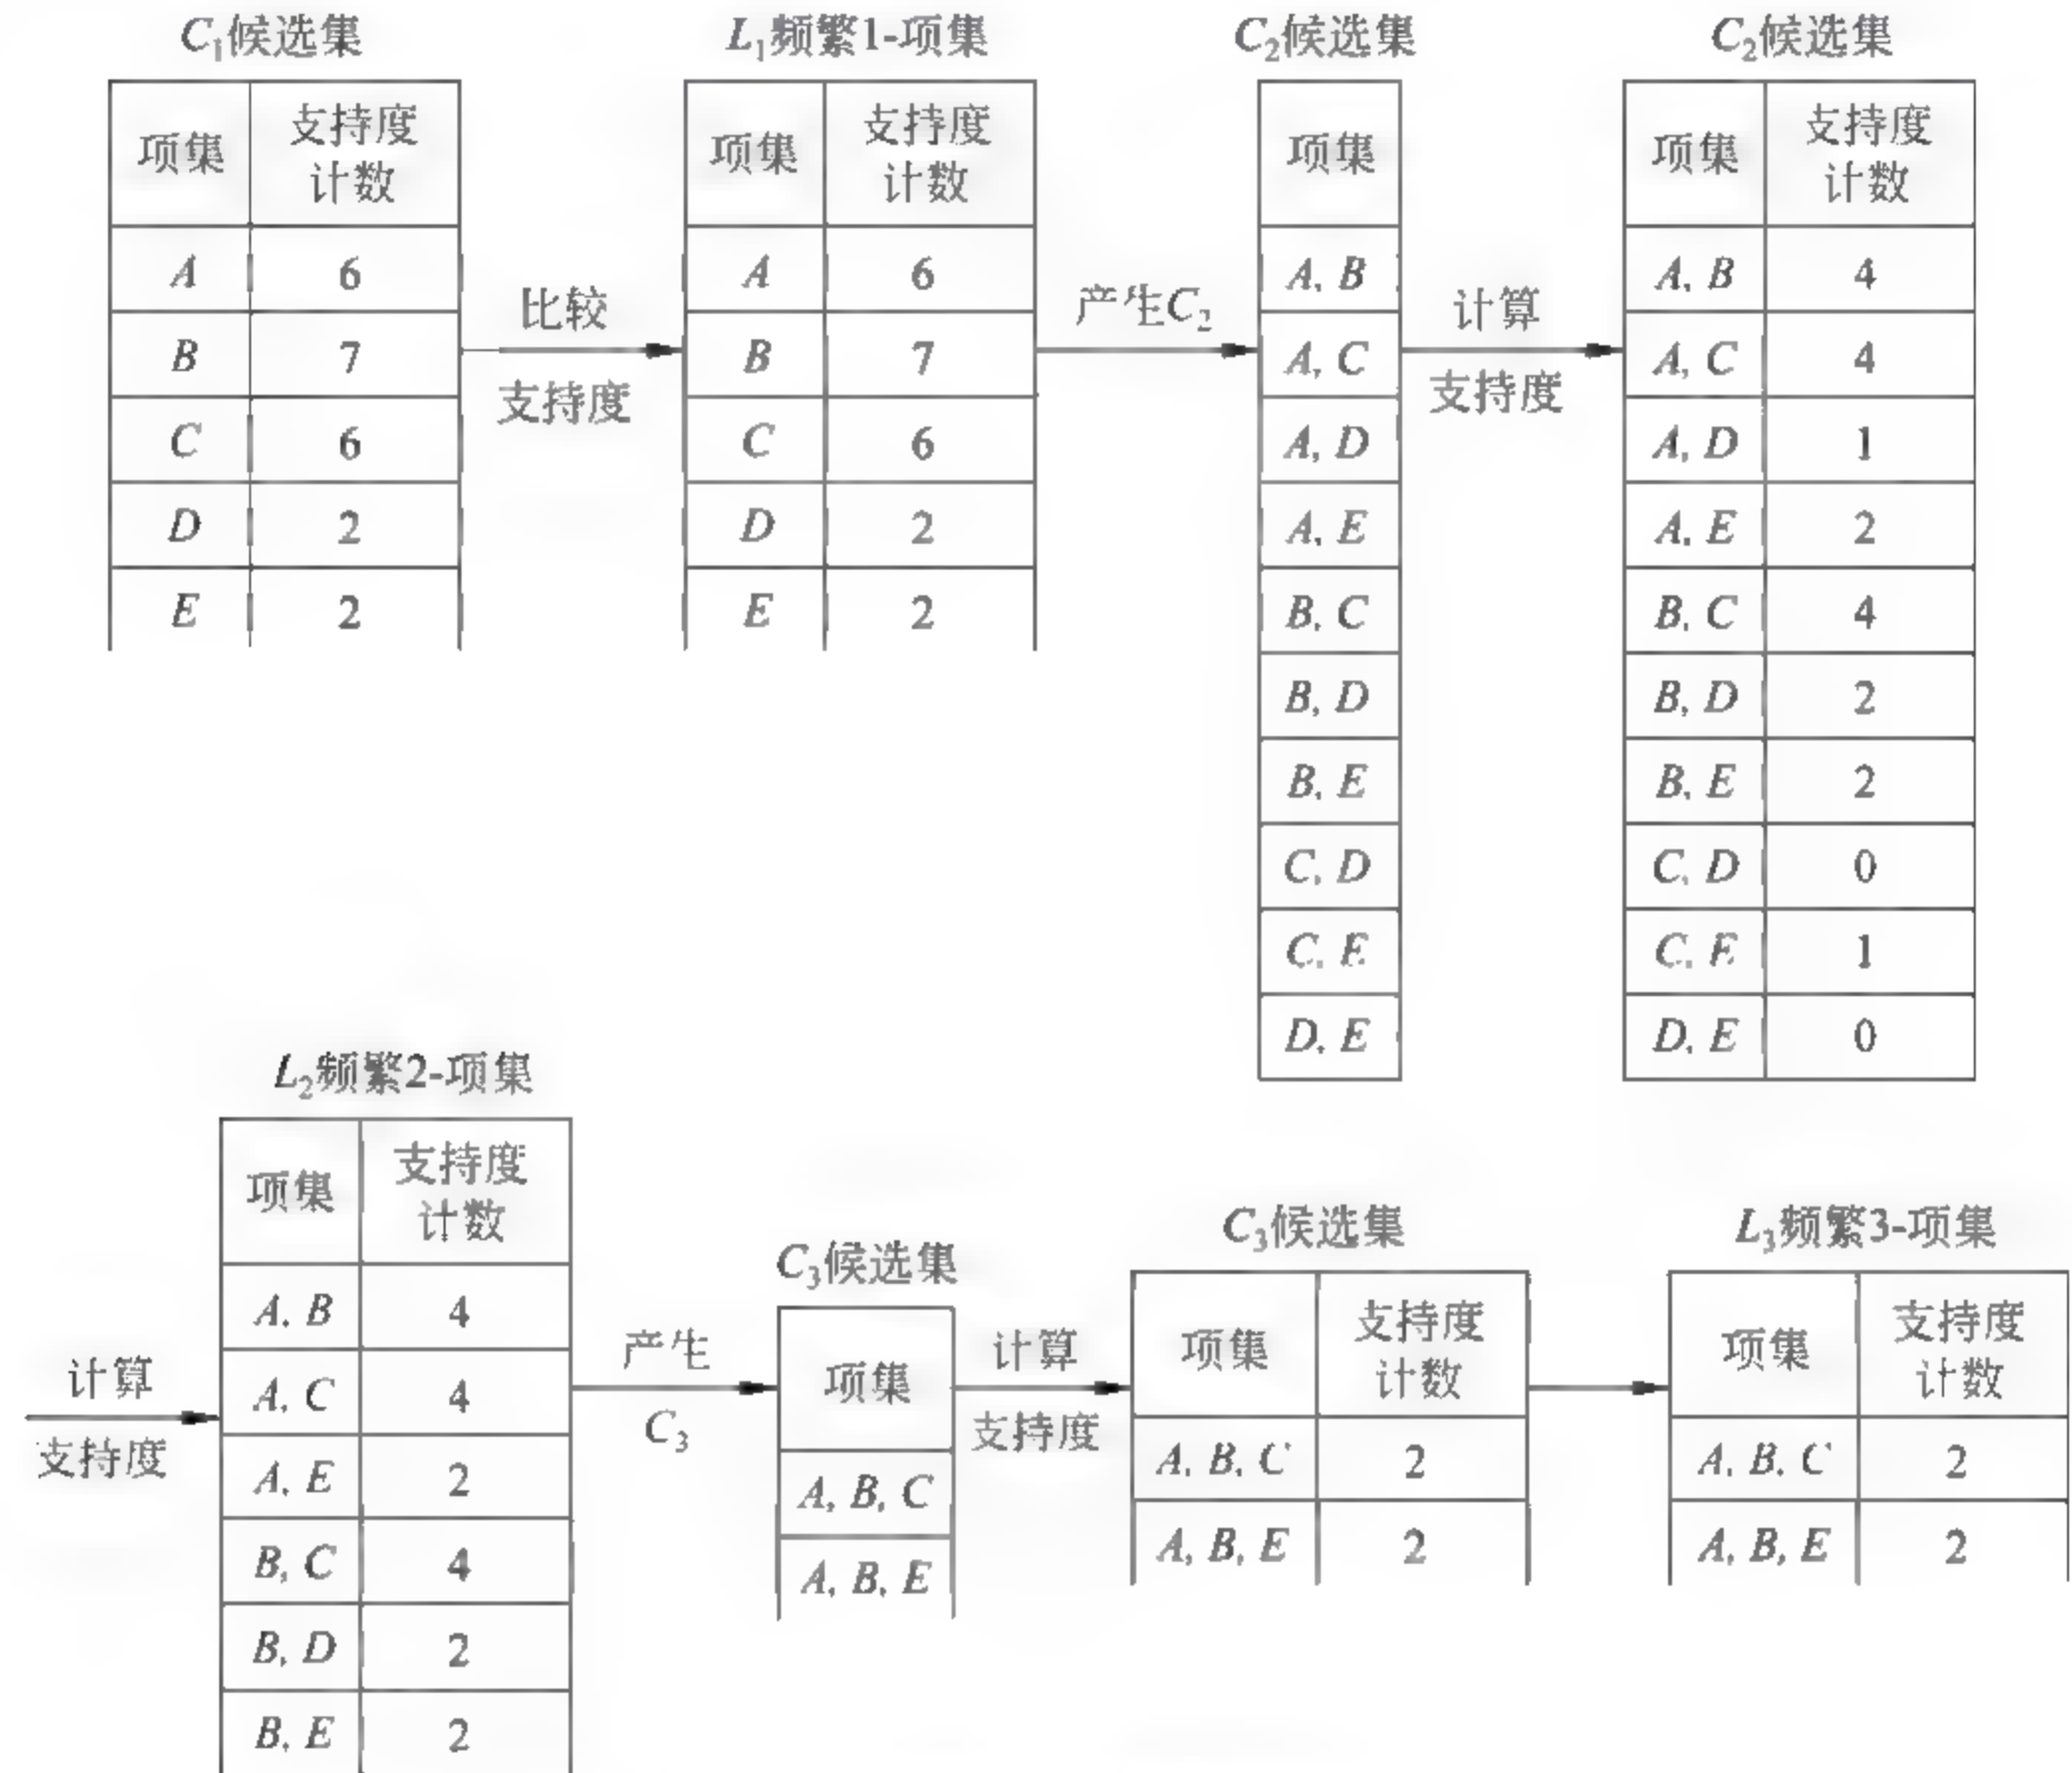 C₁候选集
项集 支持度计数
A 6
B 7
C 6
D 2
E 2
比较
支持度
L₁频繁1-项集
项集 支持度计数
A 6
B 7
C 6
D 2
E 2
产生C₂
C₂候选集
项集
A, B
A, C
A, D
A, E
B, C
B, D
B, E
C, D
C, E
D, E
计算
支持度
C₂候选集
项集 支持度计数
A, B 4
A, C 4
A, D 1
A, E 2
B, C 4
B, D 2
B, E 2
C, D 0
C, E 1
D, E 0
计算
支持度
L₂频繁2-项集
项集 支持度计数
A, B 4
A, C 4
A, E 2
B, C 4
B, D 2
B, E 2
产生
C₃
C₃候选集
项集
A, B, C
A, B, E
计算
支持度
C₃候选集
项集 支持度计数
A, B, C 2
A, B, E 2
L₃频繁3-项集
项集 支持度计数
A, B, C 2
A, B, E 2